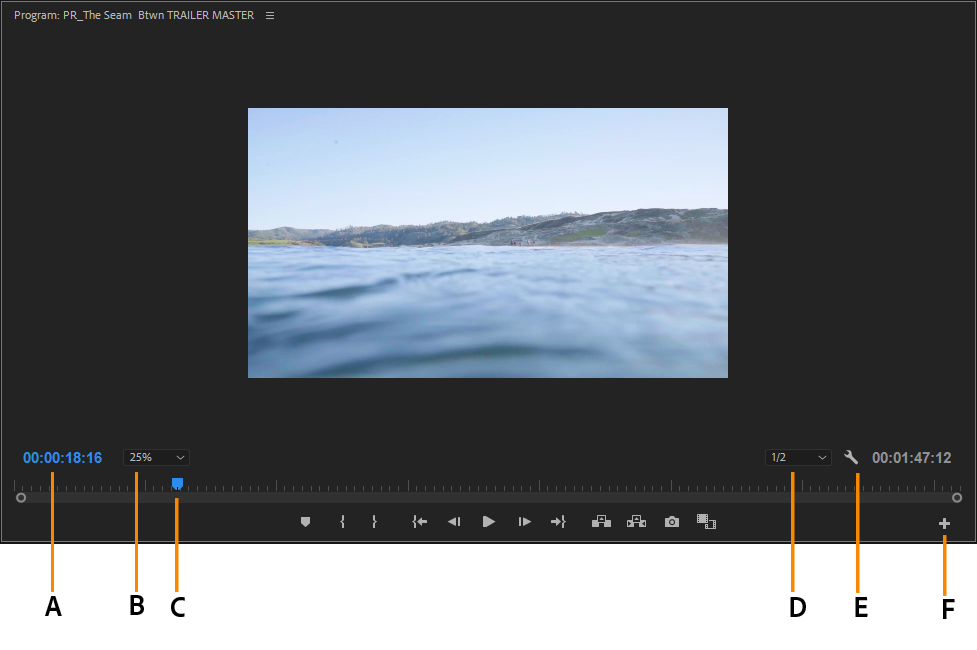 Program: PR_The Seam Btwn TRAILER MASTER
00:00:18:16 25% 1/2 00:01:47:12
A B C D E F